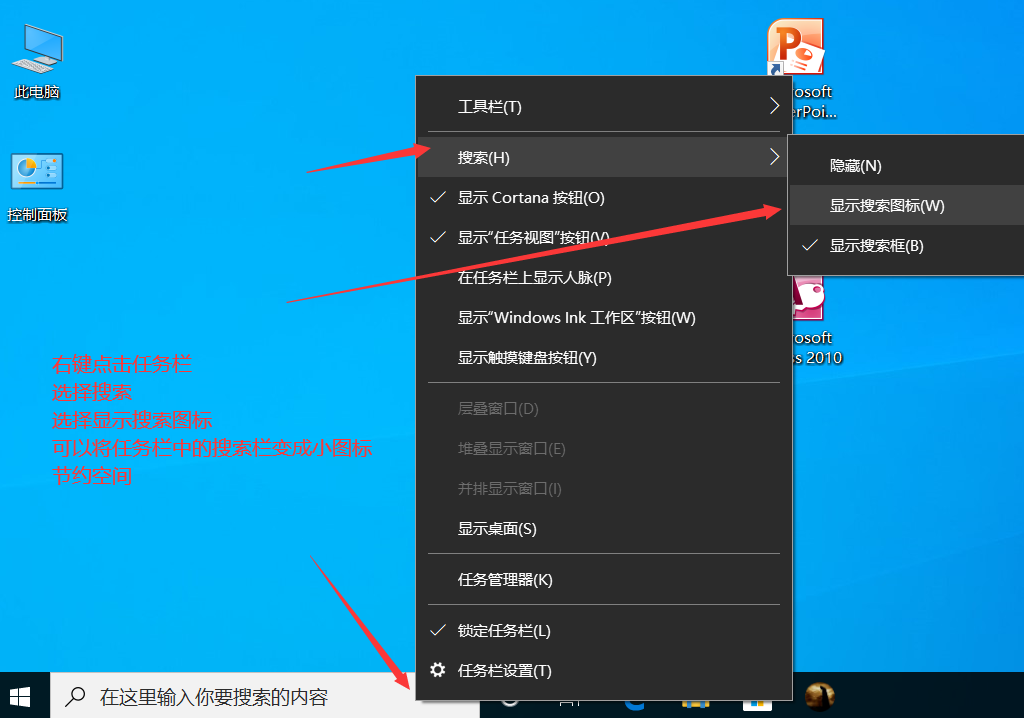 此电脑
控制面板
osoft
erPoi...
osoft
s 2010
工具栏(T)
搜索(H)
显示 Cortana 按钮(O)
显示“任务视图”按钮(V)
在任务栏上显示人脉(P)
显示“Windows Ink 工作区”按钮(W)
显示触摸键盘按钮(Y)
层叠窗口(D)
堆叠显示窗口(E)
并排显示窗口(I)
显示桌面(S)
任务管理器(K)
锁定任务栏(L)
任务栏设置(T)
隐藏(N)
显示搜索图标(W)
显示搜索框(B)
右键点击任务栏
选择搜索
选择显示搜索图标
可以将任务栏中的搜索栏变成小图标
节约空间
在这里输入你要搜索的内容